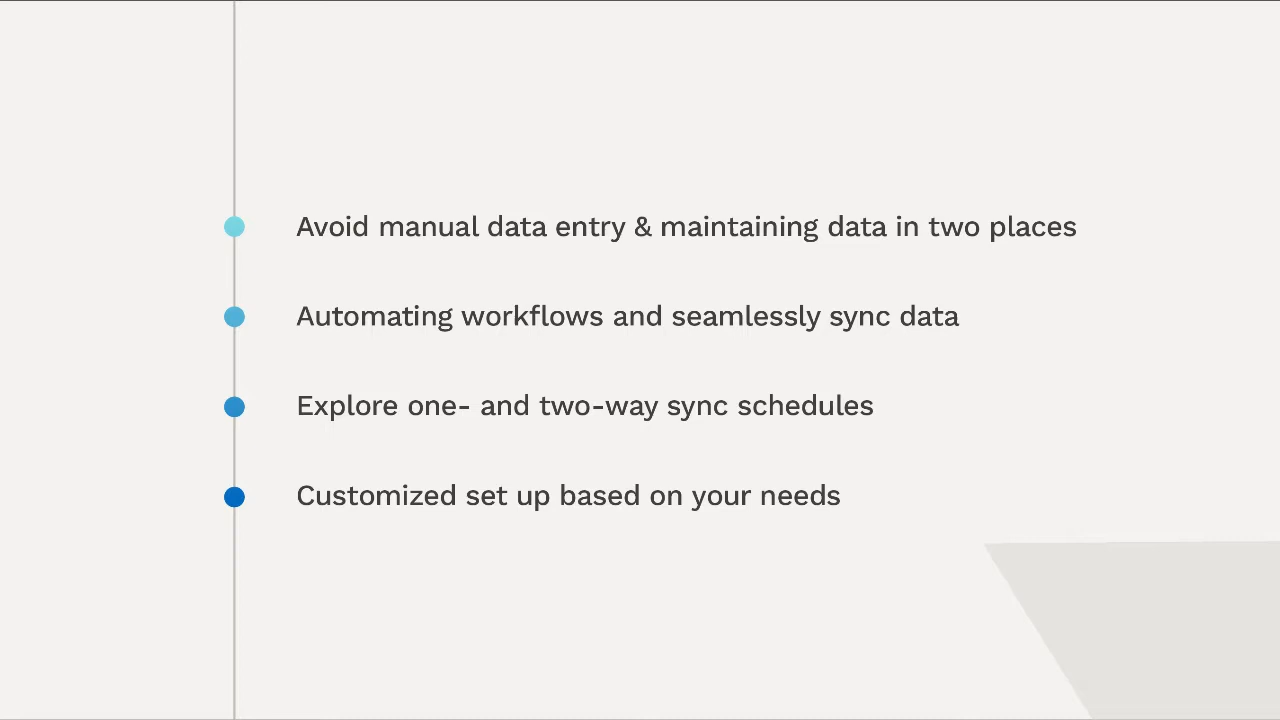 Avoid manual data entry & maintaining data in two places
Automating workflows and seamlessly sync data
Explore one- and two-way sync schedules
Customized set up based on your needs